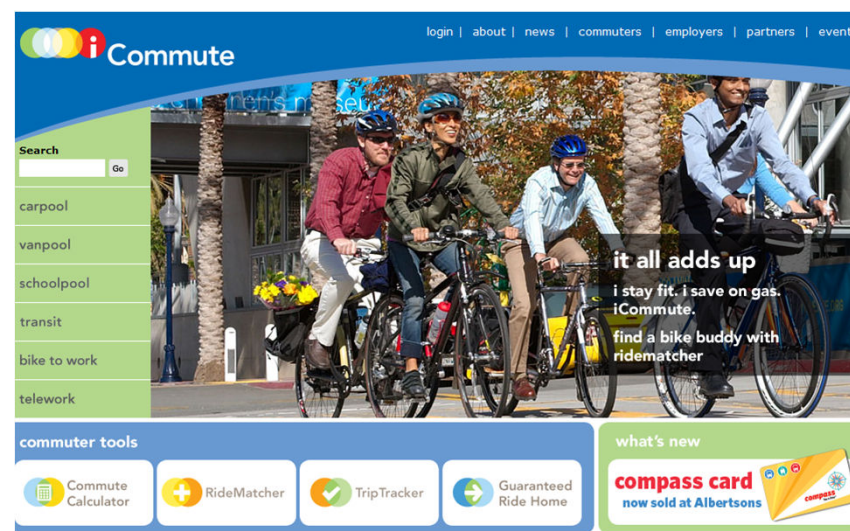 iCommute
login | about | news | commuters | employers | partners |
Search
Go
carpool
vanpool
schoolpool
transit
bike to work
telework
it all adds up
i stay fit. i save on gas.
iCommute.
find a bike buddy with
ridematcher
commuter tools
Commute
Calculator
RideMatcher
TripTracker
Guaranteed
Ride Home
what's new
compass card
now sold at Albertsons
compass